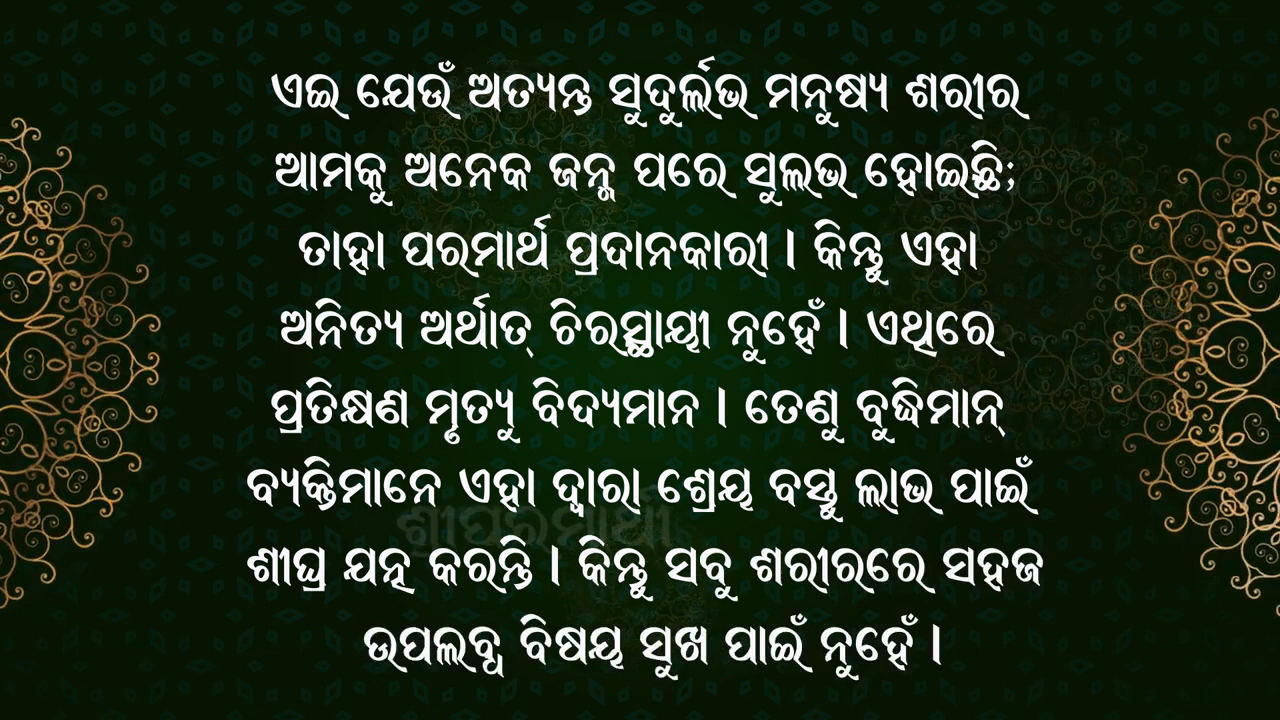 ଏଇ ଯେଉଁ ଅତ୍ୟନ୍ତ ସୁଦୁର୍ଲଭ ମନୁଷ୍ୟ ଶରୀର
ଆମକୁ ଅନେକ ଜନ୍ମ ପରେ ସୁଲଭ ହୋଇଛି;
ତାହା ପରମାର୍ଥ ପ୍ରଦାନକାରୀ । କିନ୍ତୁ ଏହା
ଅନିତ୍ୟ ଅର୍ଥାତ୍ ଚିରସ୍ଥାୟୀ ନୁହେଁ । ଏଥିରେ
ପ୍ରତିକ୍ଷଣ ମୃତ୍ୟୁ ବିଦ୍ୟମାନ । ତେଣୁ ବୁଦ୍ଧିମାନ୍
ବ୍ୟକ୍ତିମାନେ ଏହା ଦ୍ୱାରା ଶ୍ରେୟ ବସ୍ତୁ ଲାଭ ପାଇଁ
ଶ୍ରୀପରମାର୍ଥୀ
ଶୀଘ୍ର ଯତ୍ନ କରନ୍ତି । କିନ୍ତୁ ସବୁ ଶରୀରରେ ସହଜ
ଉପଲବ୍ଧ ବିଷୟ ସୁଖ ପାଇଁ ନୁହେଁ ।